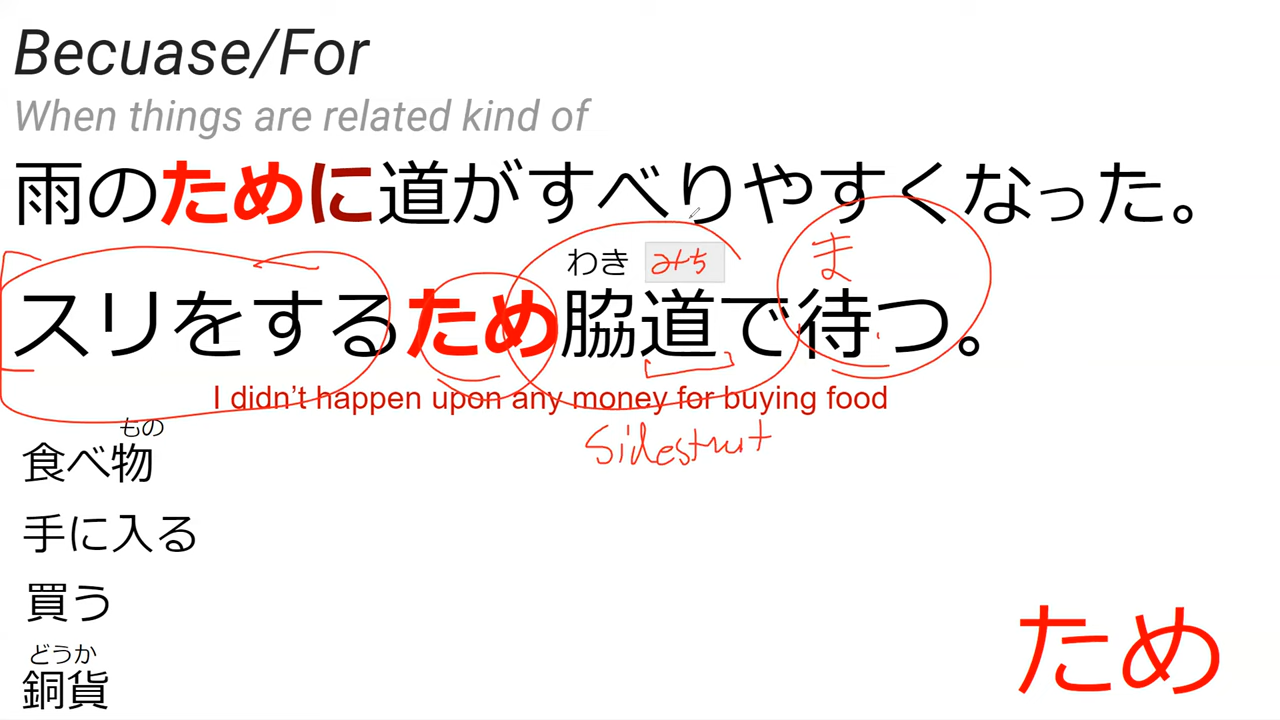 Becuase/For
When things are related kind of
雨のために道がすべりやすくなった。
わき みち ま
スリをするため脇道で待つ。
I didn't happen upon any money for buying food
もの
食べ物
手に入る
買う
どうか
銅貨
ため